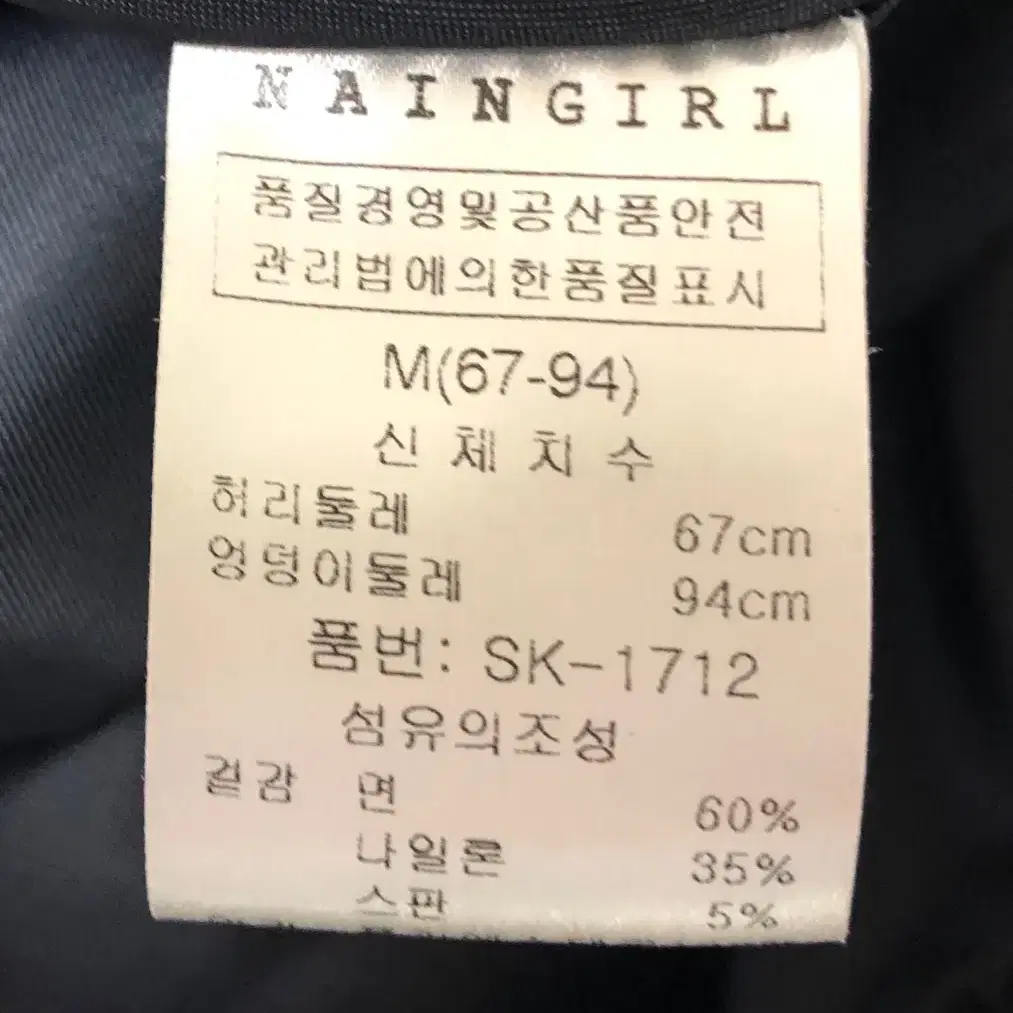 NAINGIRL
품질경영및공산품안전
관리법에의한품질표시
M(67-94)
신체치수
허리둘레 67cm
엉덩이둘레 94cm
품번: SK-1712
섬유의조성
겉감 면 60%
나일론 35%
스판 5%